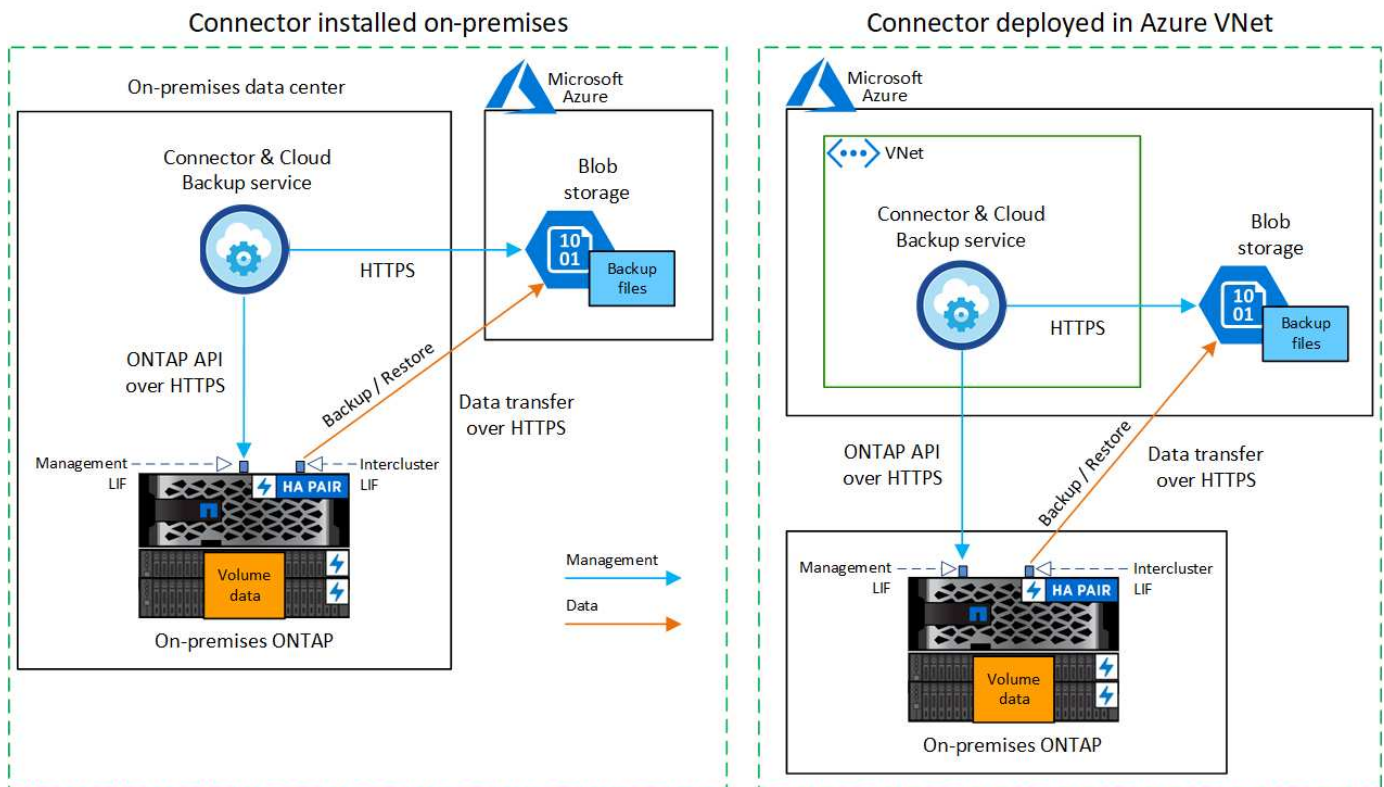 Connector installed on-premises
On-premises data center
Microsoft
Azure
Connector & Cloud
Backup service
Blob
storage
10
01
Backup
files
HTTPS
ONTAP API
over HTTPS
Backup / Restore
Data transfer
over HTTPS
Management
LIF
Intercluster
LIF
HA PAIR
Volume
data
On-premises ONTAP
Management
Data
Connector deployed in Azure VNet
Microsoft
Azure
VNet
Connector & Cloud
Backup service
Blob
storage
10
01
Backup
files
HTTPS
ONTAP API
over HTTPS
Backup / Restore
Data transfer
over HTTPS
Management
LIF
Intercluster
LIF
HA PAIR
Volume
data
On-premises ONTAP